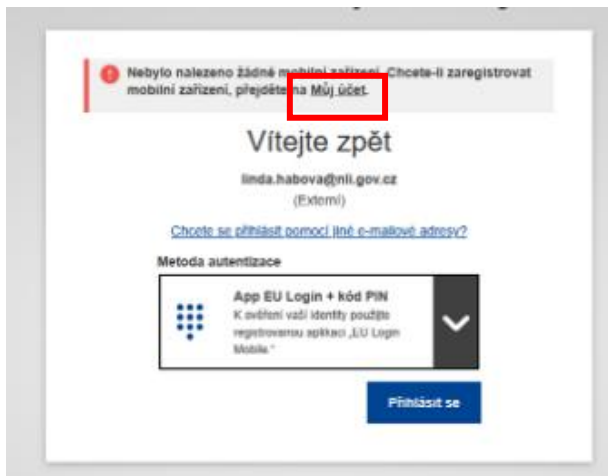 Nebylo nalezeno žádné mobilní zařízení. Chcete-li zaregistrovat
mobilní zařízení, přejděte na Můj účet.
Vítejte zpět
linda.habova@nli.gov.cz
(Externí)
Chcete se přihlásit pomocí jiné e-mailové adresy?
Metoda autentizace
App EU Login + kód PIN
K ověření vaší identity použijte
registrovanou aplikaci „EU Login
Mobile.“
Přihlásit se